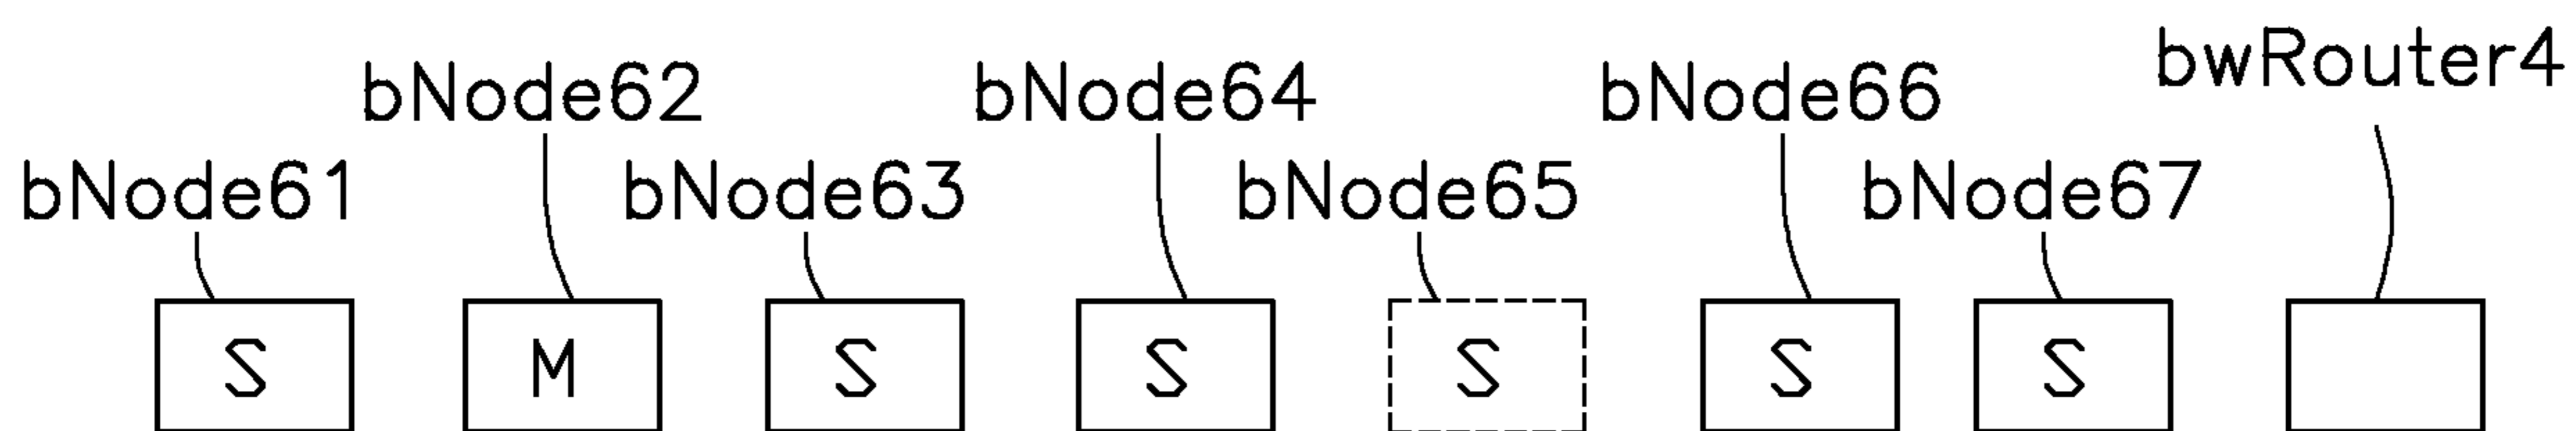 bwRouter4
bNode62 bNode64 bNode66
bNode61 bNode63 bNode65 bNode67
S M S S S S S